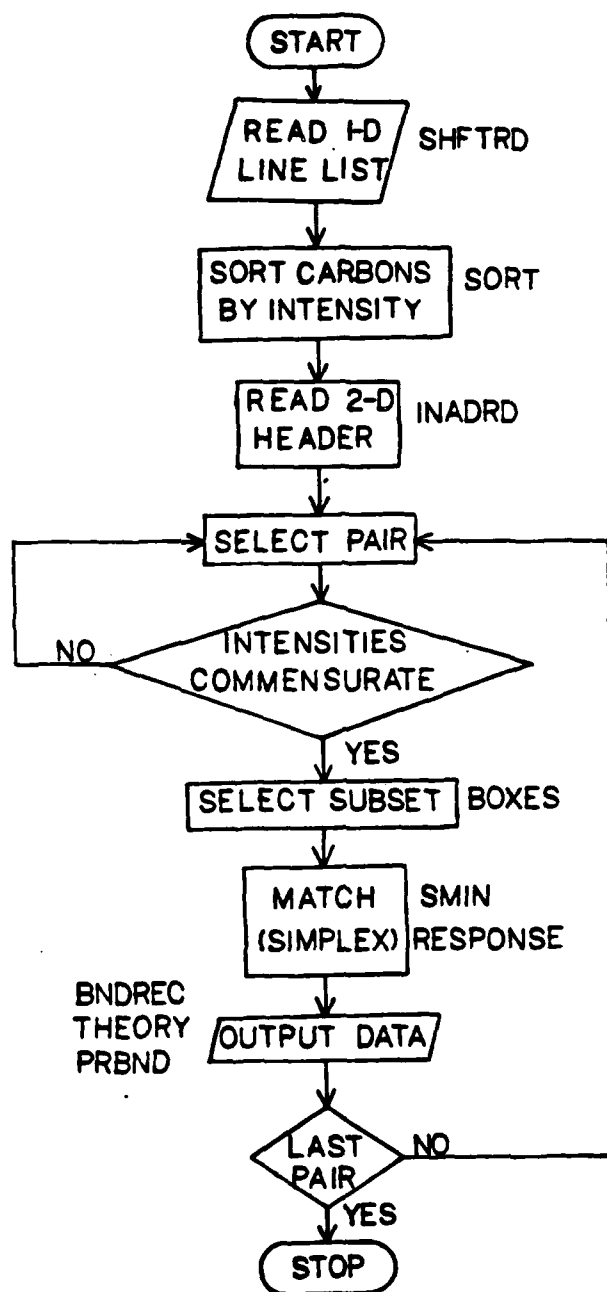 START
READ 1-D
LINE LIST
SHFTRD
SORT CARBONS
BY INTENSITY
SORT
READ 2-D
HEADER
INADRD
SELECT PAIR
INTENSITIES
COMMENSURATE
NO
YES
SELECT SUBSET
BOXES
MATCH
(SIMPLEX)
SMIN
RESPONSE
BNDREC
THEORY
PRBND
OUTPUT DATA
LAST
PAIR
NO
YES
STOP